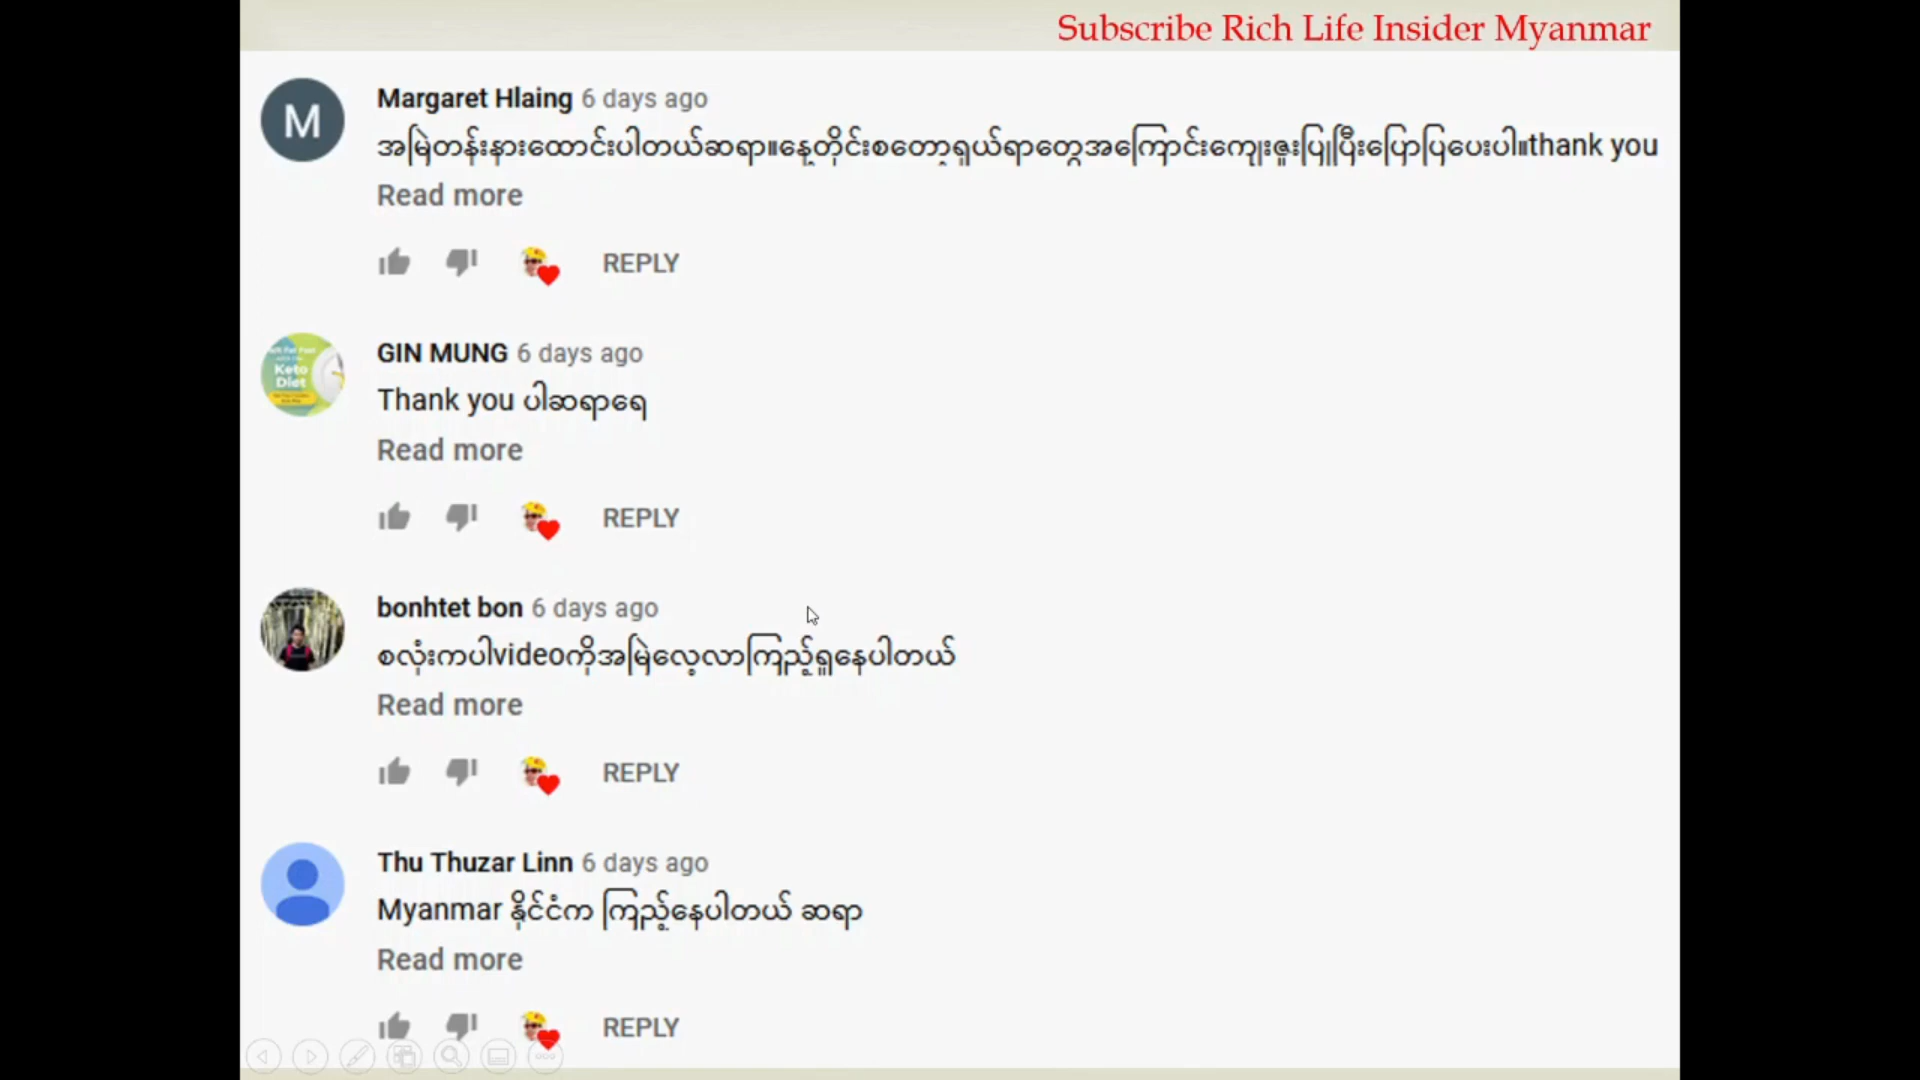 Subscribe Rich Life Insider Myanmar
M
Margaret Hlaing 6 days ago
အမြဲတန်းနားထောင်းပါတယ်ဆရာ။နေ့တိုင်းစတော့ရှယ်ရာတွေအကြောင်းကျေးဇူးပြုပြီးပြောပြပေးပါ။thank you
Read more
REPLY
Keto
Diet
GIN MUNG 6 days ago
Thank you ပါဆရာရေ
Read more
REPLY
bonhtet bon 6 days ago
စလုံးကပါvideoကိုအမြဲလေ့လာကြည့်ရှုနေပါတယ်
Read more
REPLY
Thu Thuzar Linn 6 days ago
Myanmar နိုင်ငံက ကြည့်နေပါတယ် ဆရာ
Read more
REPLY